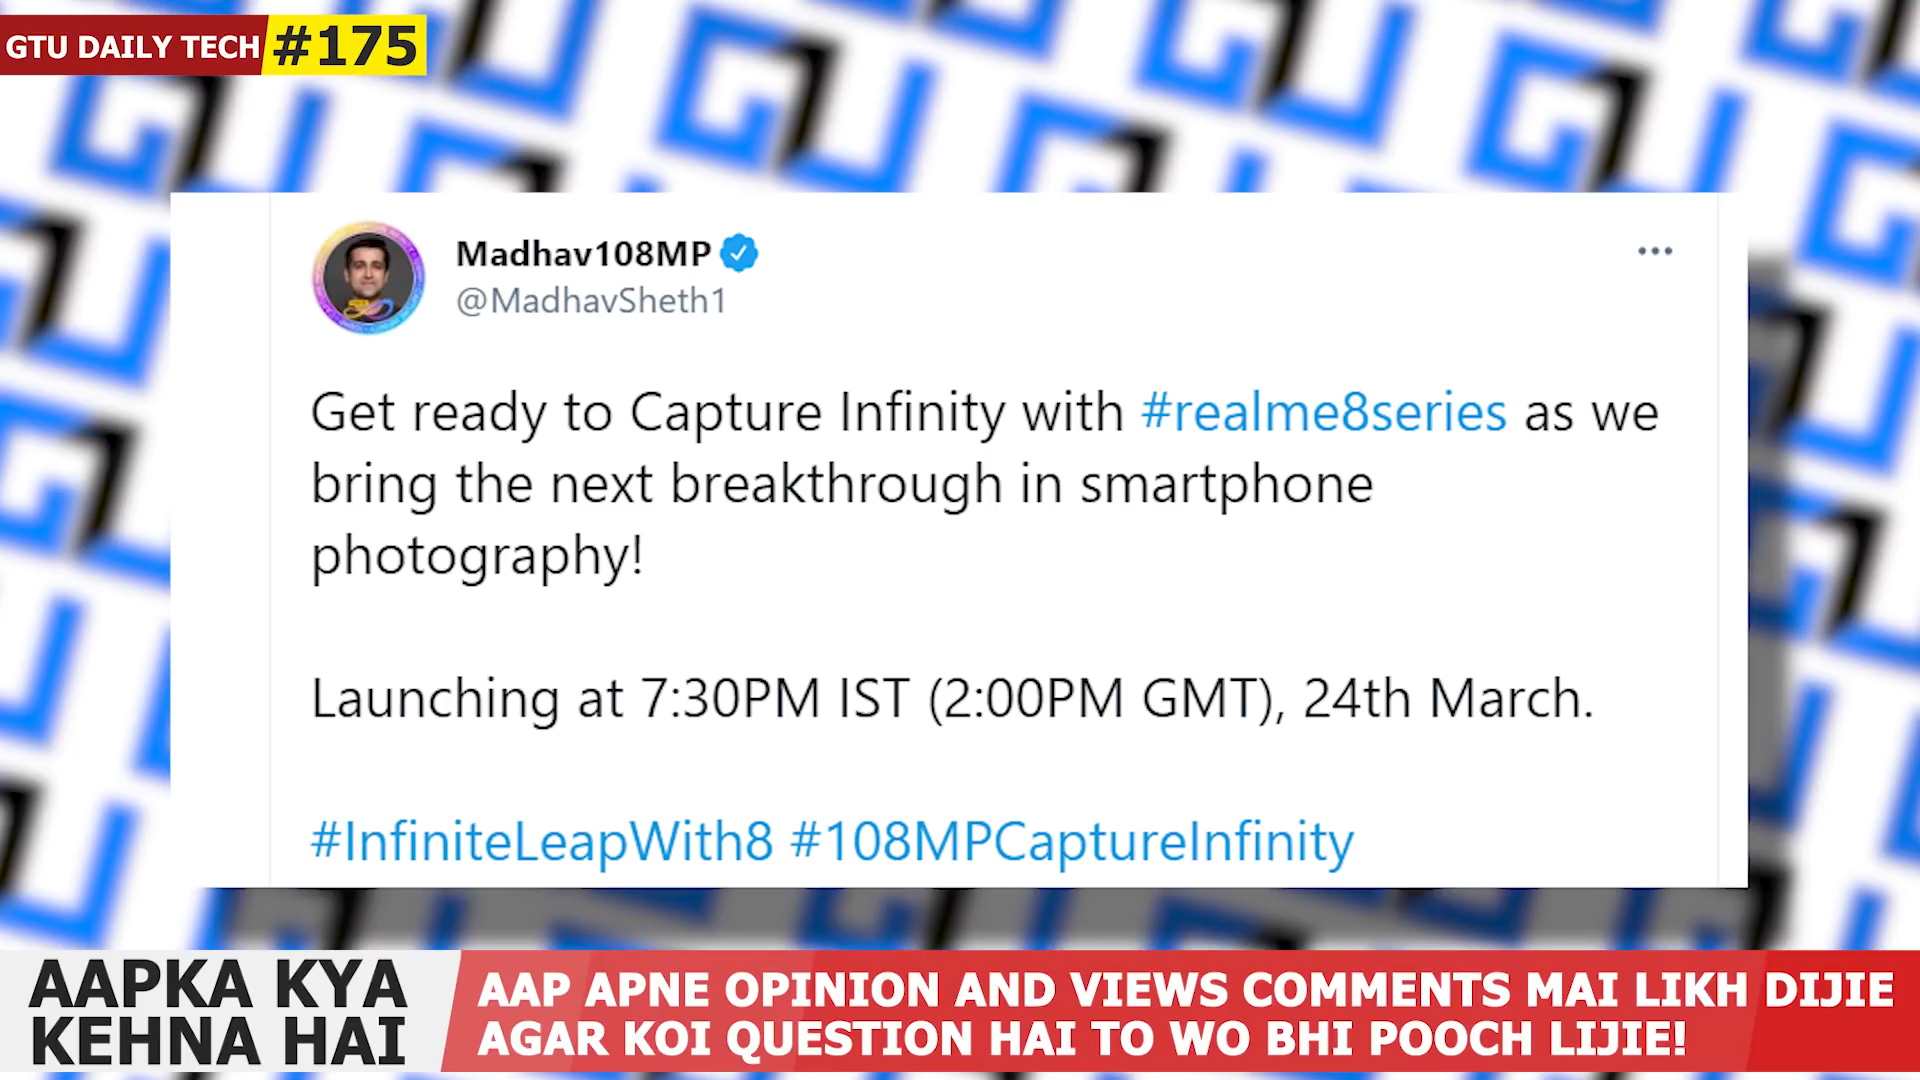 GTU DAILY TECH #175
Madhav108MP
@MadhavSheth1
Get ready to Capture Infinity with #realme8series as we
bring the next breakthrough in smartphone
photography!
Launching at 7:30PM IST (2:00PM GMT), 24th March.
#InfiniteLeapWith8 #108MPCaptureInfinity
AAPKA KYA
KEHNA HAI
AAP APNE OPINION AND VIEWS COMMENTS MAI LIKH DIJIE
AGAR KOI QUESTION HAI TO WO BHI POOCH LIJIE!